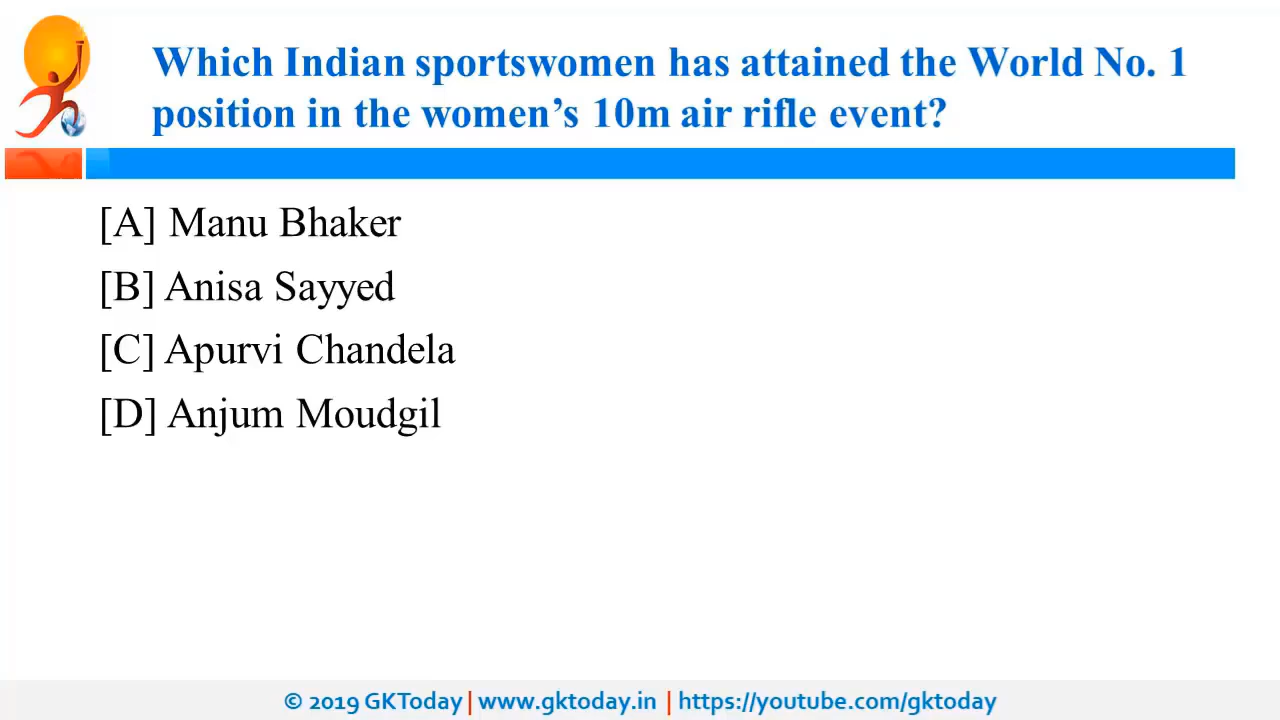 Which Indian sportswomen has attained the World No. 1
position in the women’s 10m air rifle event?
[A] Manu Bhaker
[B] Anisa Sayyed
[C] Apurvi Chandela
[D] Anjum Moudgil
© 2019 GKToday | www.gktoday.in | https://youtube.com/gktoday